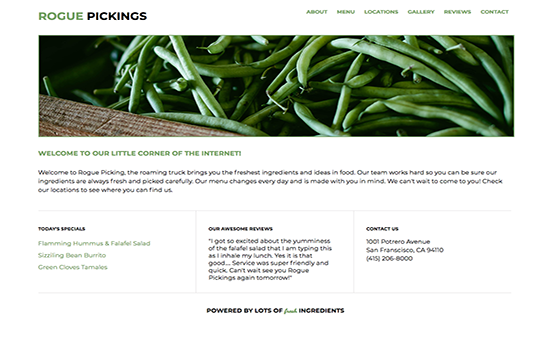 ROGUE PICKINGS
ABOUT MENU LOCATIONS GALLERY REVIEWS CONTACT
WELCOME TO OUR LITTLE CORNER OF THE INTERNET!
Welcome to Rogue Picking, the roaming truck brings you the freshest ingredients and ideas in food. Our team works hard so you can be sure our
ingredients are always fresh and picked carefully. Our menu changes every day and is made with you in mind. We can't wait to come to you! Check
our locations to see where you can find us.
TODAY'S SPECIALS
Flamming Hummus & Falafel Salad
Sizzling Bean Burrito
Green Cloves Tamales
OUR AWESOME REVIEWS
"I got so excited about the yumminess
of the falafel salad that I am typing this
as I inhale my lunch. Yes it is that
good.... Service was super friendly and
quick. Can't wait see you Rogue
Pickings again tomorrow!"
CONTACT US
1001 Potrero Avenue
San Franscisco, CA 94110
(415) 206-8000
POWERED BY LOTS OF fresh INGREDIENTS